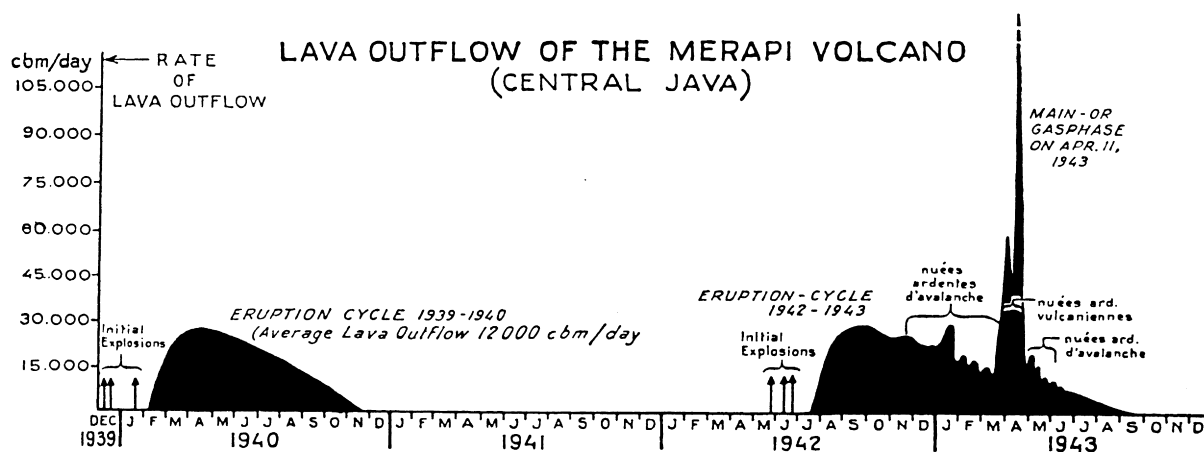 LAVA OUTFLOW OF THE MERAPI VOLCANO
(CENTRAL JAVA)
cbm/day
RATE
OF
LAVA OUTFLOW
105.000
90.000
75.000
60.000
45.000
30.000
15.000
MAIN-OR
GASPHASE
ON APR. 11,
1943
Initial
Explosions
ERUPTION CYCLE 1939-1940
(Average Lava Outflow 12000 cbm/day
ERUPTION-CYCLE
1942-1943
Initial
Explosions
nuées
ardentes
d'avalanche
nuées ard.
vulcaniennes
nuées ard.
d'avalanche
DEC J F M A M J J A S O N D J F M A M J J A S O N D J F M A M J J A S O N D J F M A M J J A S O N D
1939 1940 1941 1942 1943